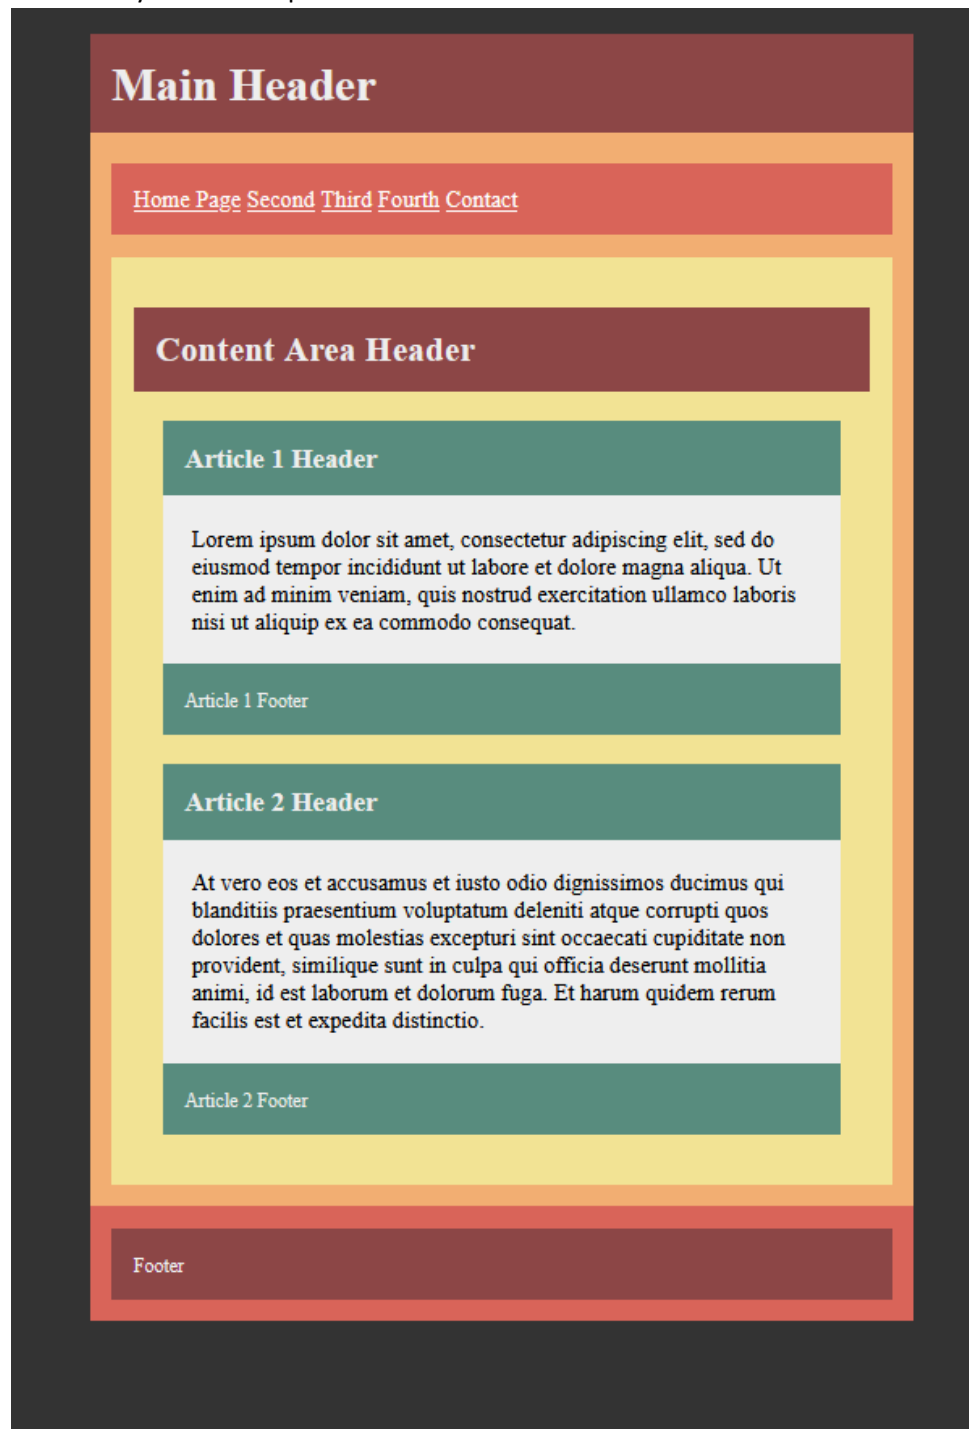 Main Header
Home Page Second Third Fourth Contact
Content Area Header
Article 1 Header
Lorem ipsum dolor sit amet, consectetur adipiscing elit, sed do
eiusmod tempor incididunt ut labore et dolore magna aliqua. Ut
enim ad minim veniam, quis nostrud exercitation ullamco laboris
nisi ut aliquip ex ea commodo consequat.
Article 1 Footer
Article 2 Header
At vero eos et accusamus et iusto odio dignissimos ducimus qui
blanditiis praesentium voluptatum deleniti atque corrupti quos
dolores et quas molestias excepturi sint occaecati cupiditate non
provident, similique sunt in culpa qui officia deserunt mollitia
animi, id est laborum et dolorum fuga. Et harum quidem rerum
facilis est et expedita distinctio.
Article 2 Footer
Footer